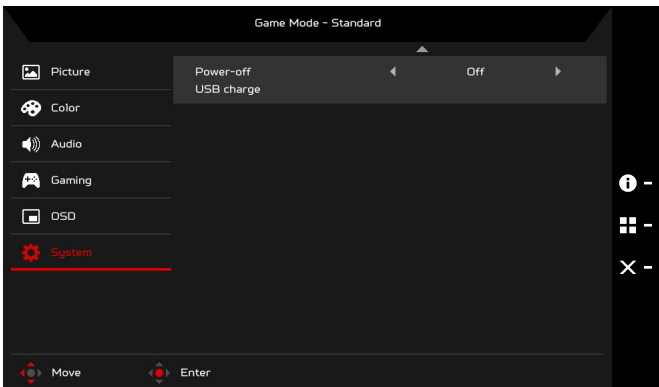 Game Mode - Standard
Picture
Power-off Off
USB charge
Color
Audio
Gaming
OSD
System
Move Enter